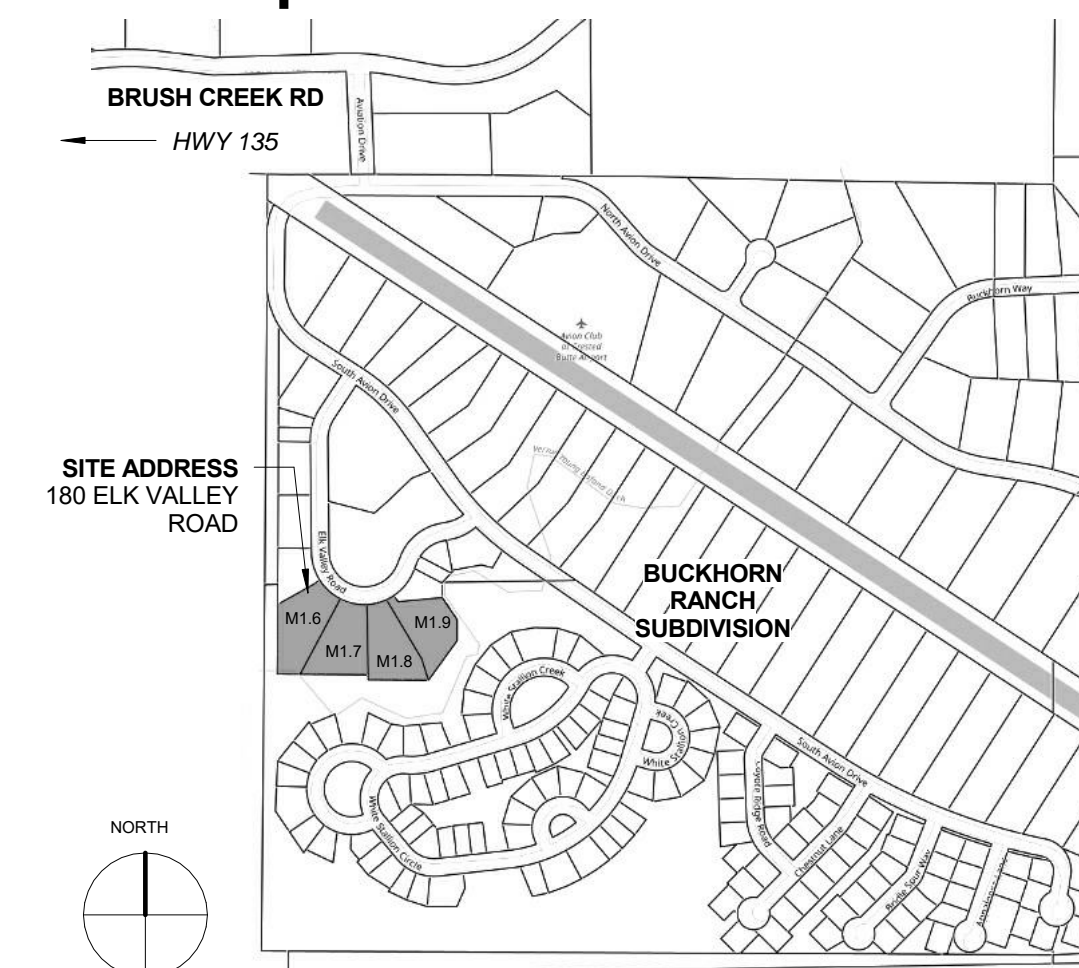 BRUSH CREEK RD
HWY 135
Aviation Drive
North Avion Drive
Buckhorn Way
Avion Club
at Crested
Butte Airport
South Avion Drive
SITE ADDRESS
180 ELK VALLEY
ROAD
Elk Valley Road
BUCKHORN
RANCH
SUBDIVISION
M1.6
M1.7
M1.8
M1.9
White Stallion Creek
White Stallion Creek
White Stallion Circle
South Avion Drive
Coyote Ridge Road
Chestnut Lane
Bridle Spur Way
NORTH